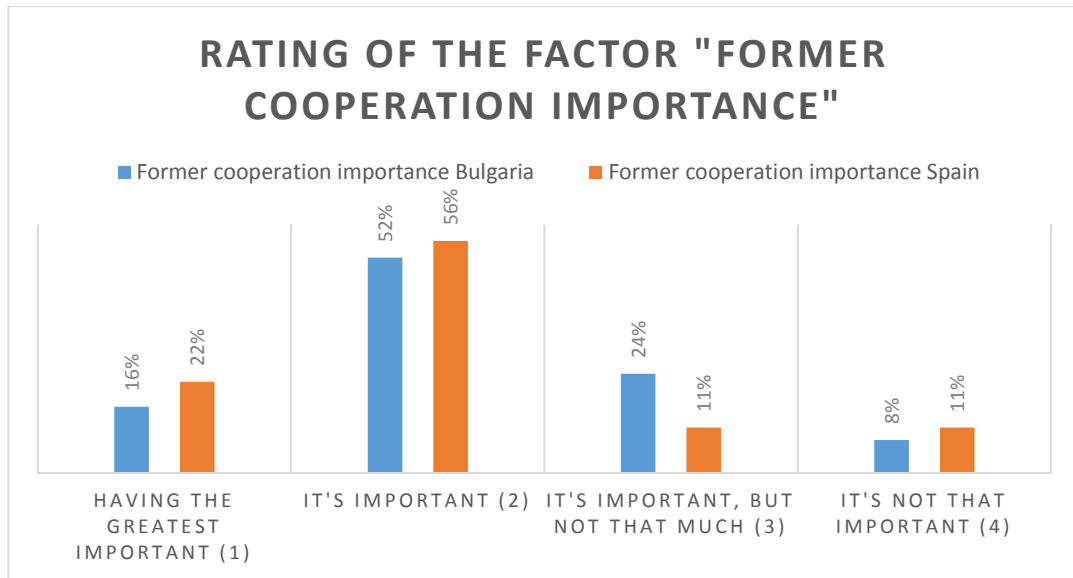 RATING OF THE FACTOR "FORMER
COOPERATION IMPORTANCE"
Former cooperation importance Bulgaria
Former cooperation importance Spain
16%
22%
52%
56%
24%
11%
8%
11%
HAVING THE
GREATEST
IMPORTANT (1)
IT'S IMPORTANT (2)
IT'S IMPORTANT, BUT
NOT THAT MUCH (3)
IT'S NOT THAT
IMPORTANT (4)